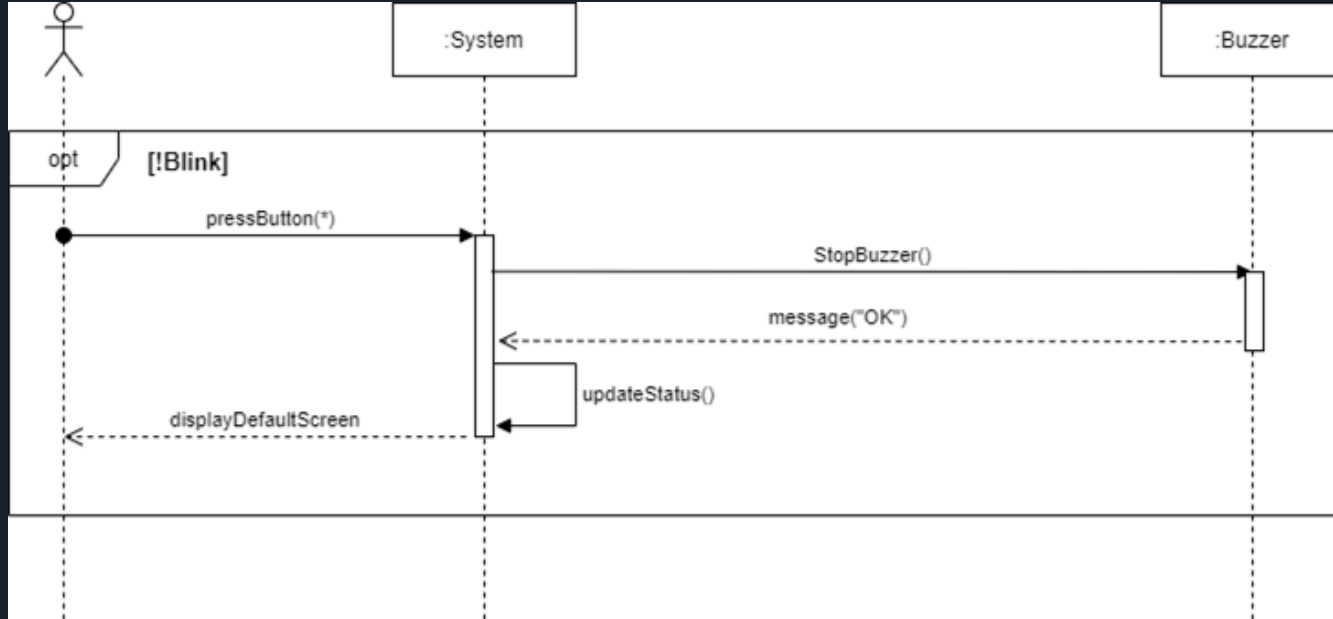 :System
:Buzzer
opt
[!Blink]
pressButton(*)
StopBuzzer()
message("OK")
updateStatus()
displayDefaultScreen